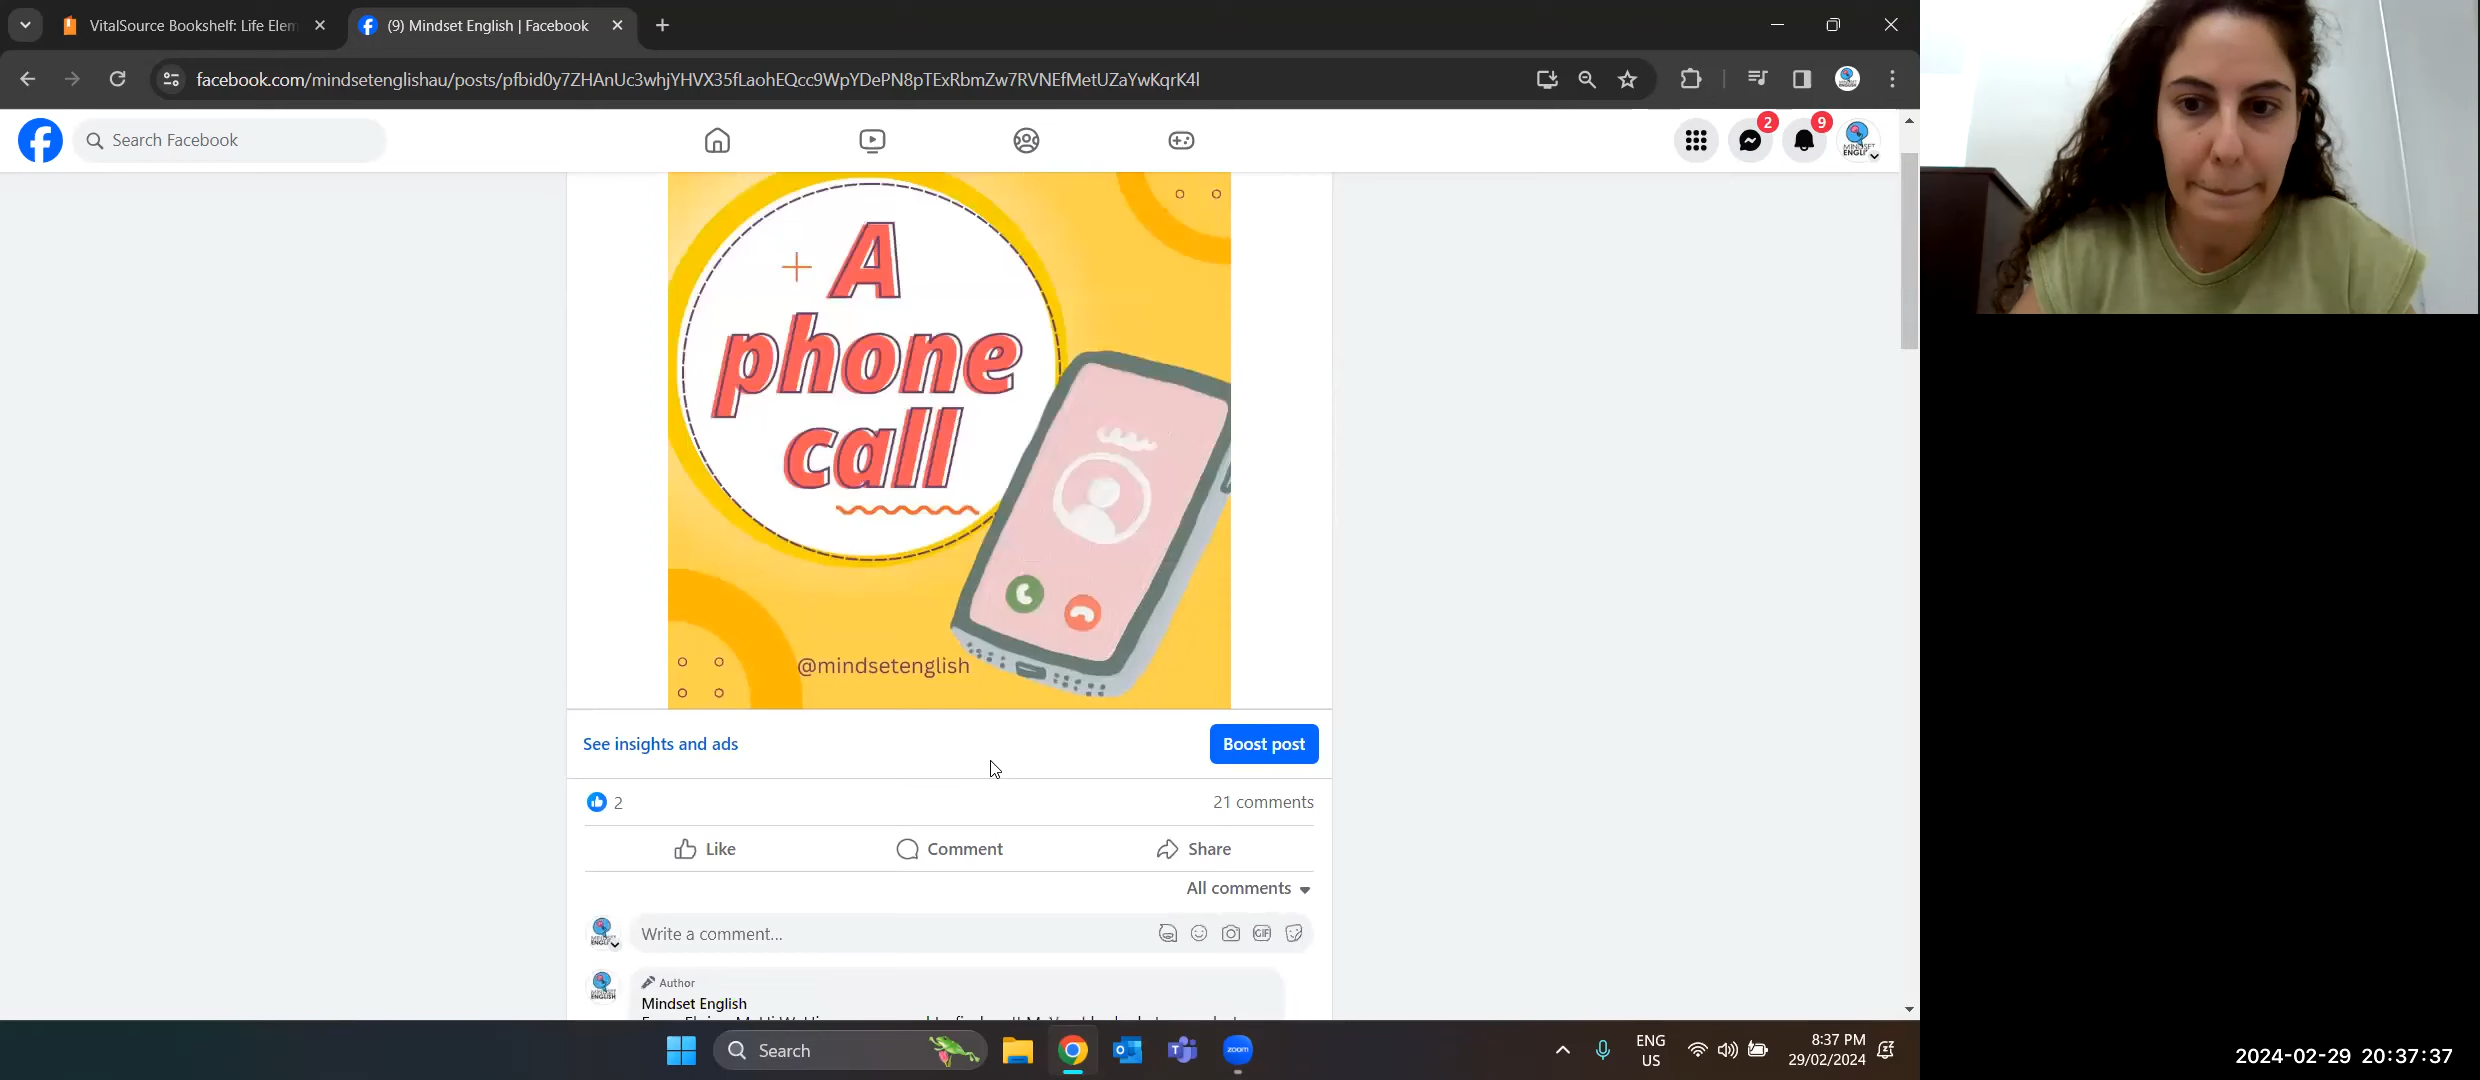 VitalSource Bookshelf: Life Elem
(9) Mindset English | Facebook
facebook.com/mindsetenglishau/posts/pfbid0y7ZHAnUc3whjYHVX35fLaohEQcc9WpYDePN8pTExRbmZw7RVNEfMetUZaYwKqrK4l
Search Facebook
2
9
A
phone
call
@mindsetenglish
See insights and ads
Boost post
2
21 comments
Like
Comment
Share
All comments
Write a comment...
GIF
Author
Mindset English
Search
zoom
ENG
US
8:37 PM
29/02/2024
2024-02-29 20:37:37